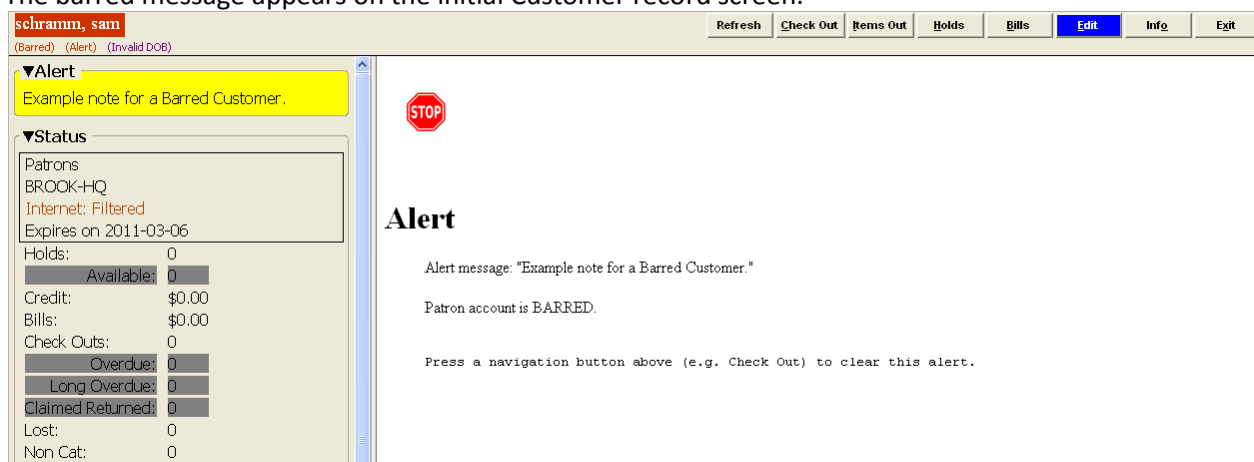 The barred message appears on the initial Customer record screen.
schramm, sam
Refresh Check Out Items Out Holds Bills Edit Info Exit
(Barred) (Alert) (Invalid DOB)
▼Alert
Example note for a Barred Customer.
STOP
▼Status
Patrons
BROOK-HQ
Internet: Filtered
Expires on 2011-03-06
Holds: 0
Available: 0
Credit: $0.00
Bills: $0.00
Check Outs: 0
Overdue: 0
Long Overdue: 0
Claimed Returned: 0
Lost: 0
Non Cat: 0
Alert
Alert message: "Example note for a Barred Customer."
Patron account is BARRED.
Press a navigation button above (e.g. Check Out) to clear this alert.